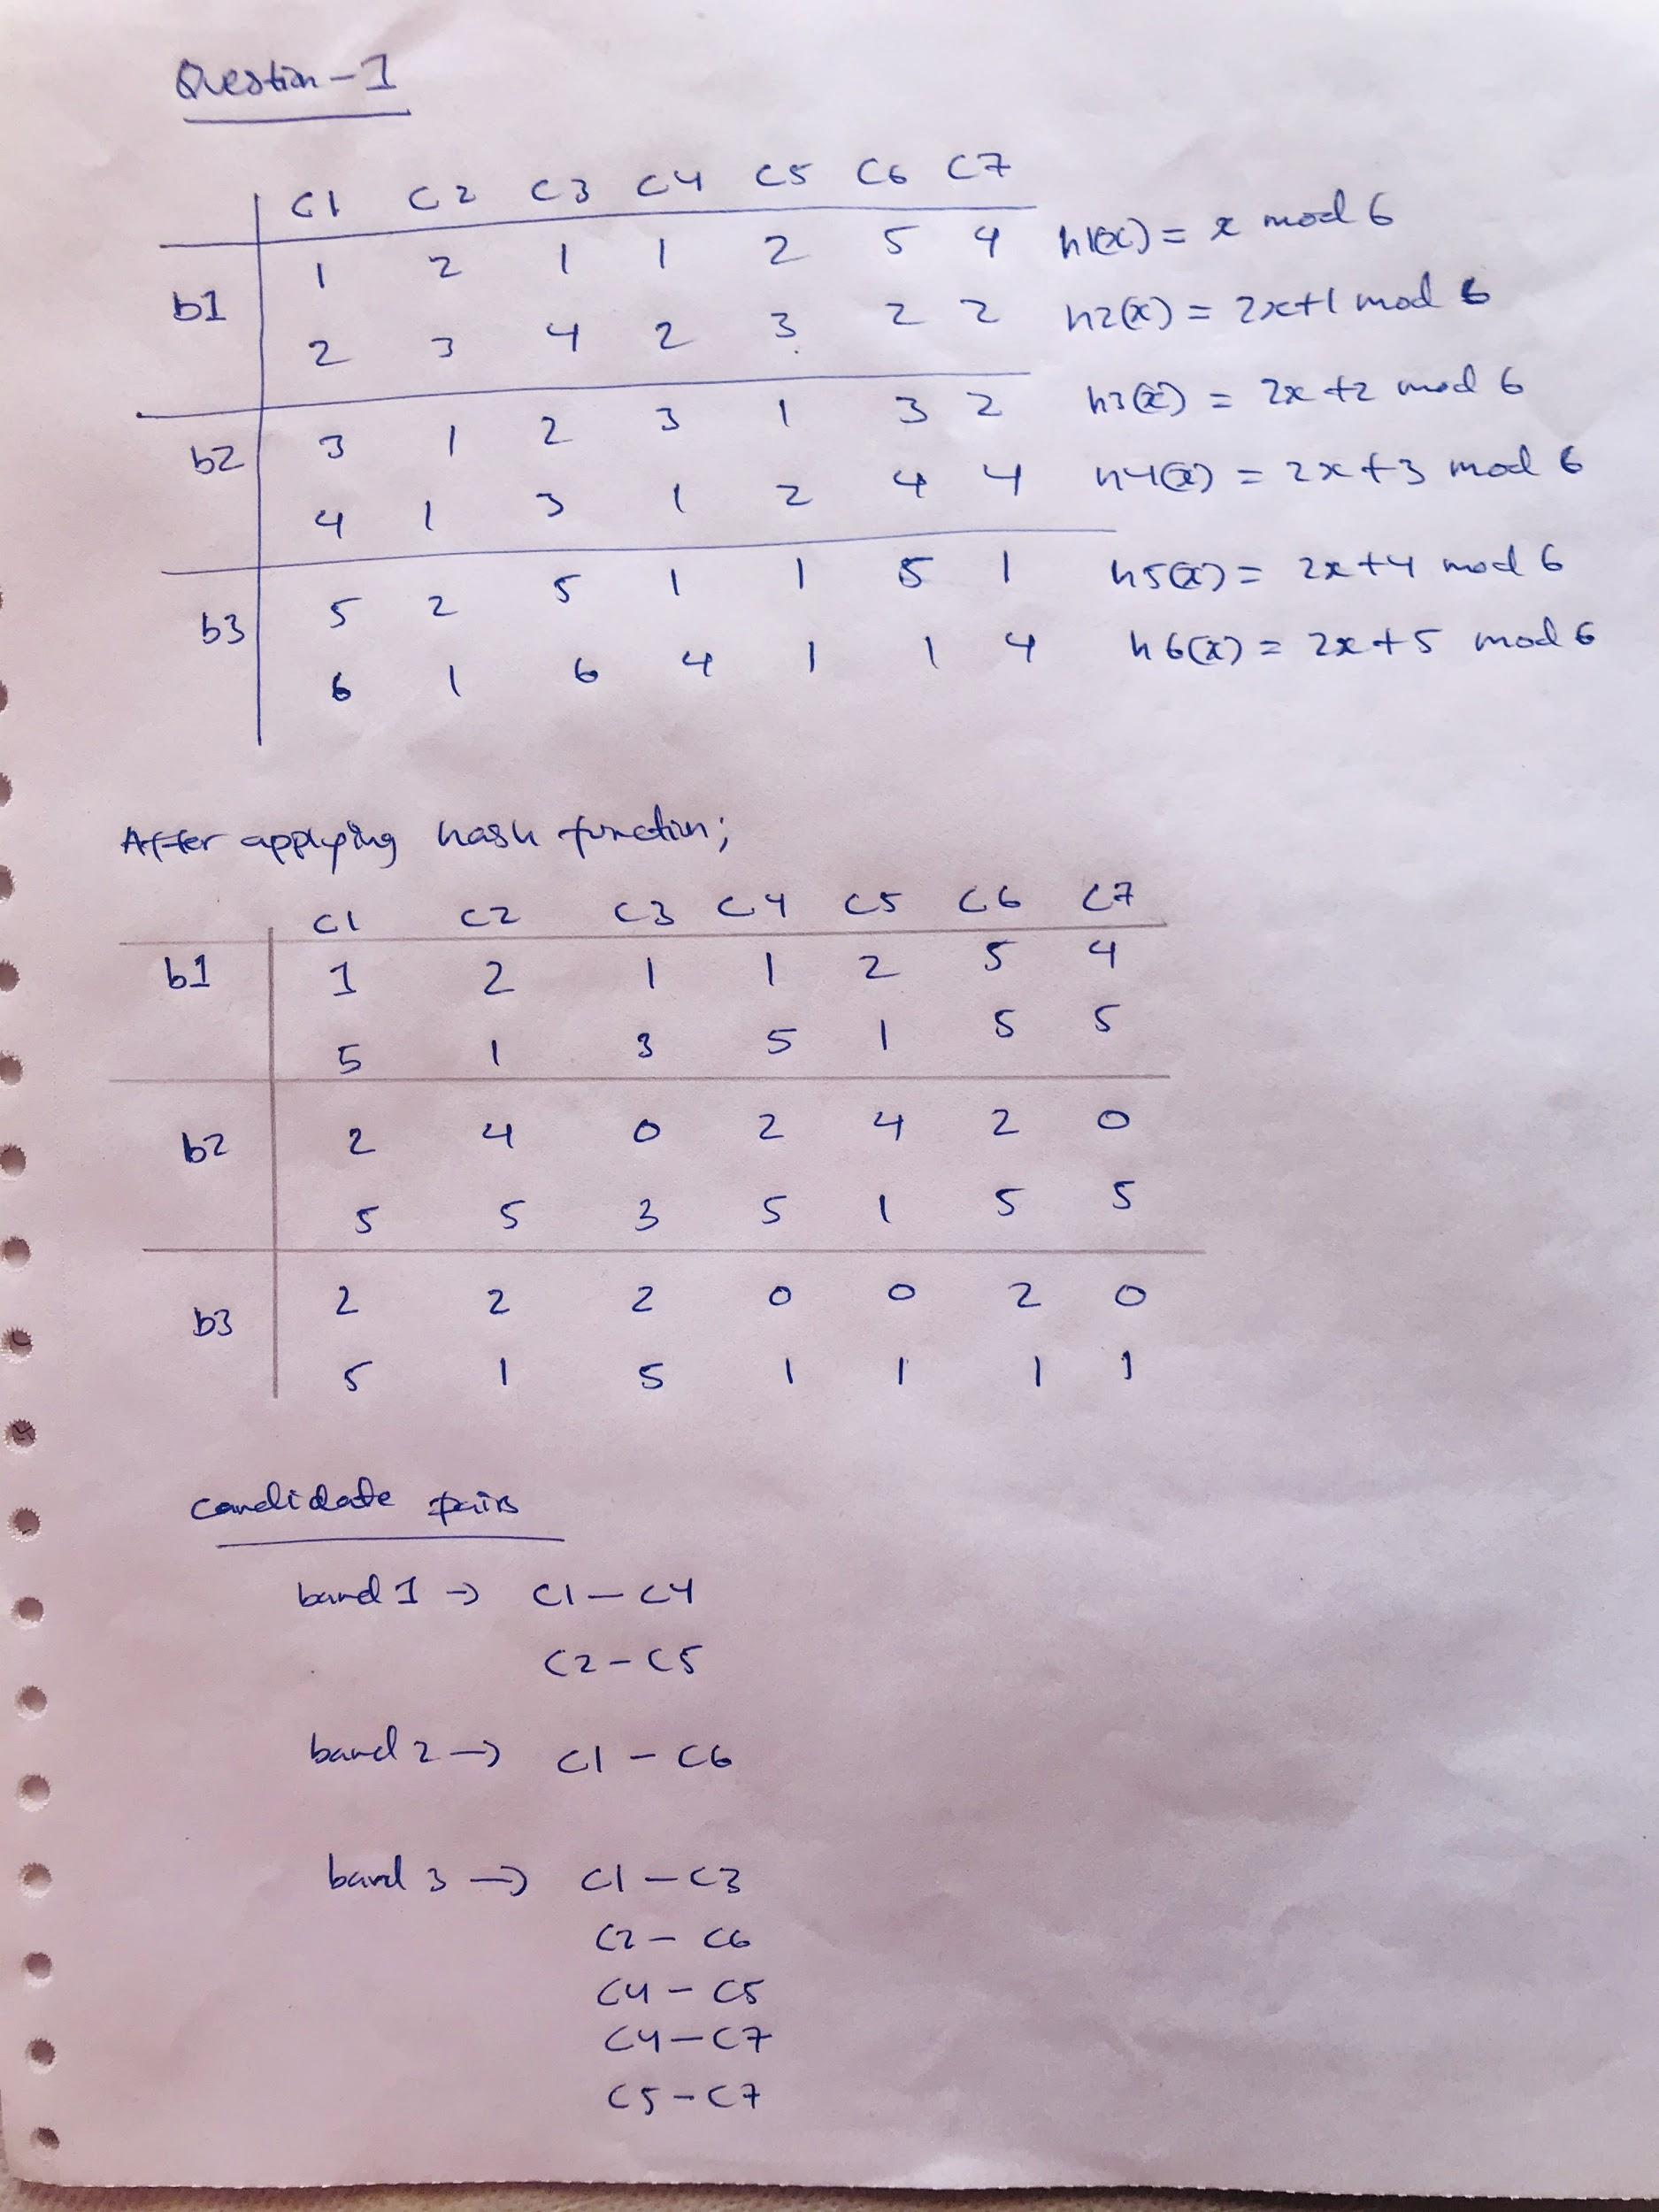 Question-1
C1 C2 C3 C4 C5 C6 C7
b1 1 2 1 1 2 5 4 h1(x) = x mod 6
2 3 4 2 3 2 2 h2(x) = 2x+1 mod 6
b2 3 1 2 3 1 3 2 h3(x) = 2x+2 mod 6
4 1 3 1 2 4 4 h4(x) = 2x+3 mod 6
b3 5 2 5 1 1 5 1 h5(x) = 2x+4 mod 6
6 1 6 4 1 1 4 h6(x) = 2x+5 mod 6
After applying hash function;
C1 C2 C3 C4 C5 C6 C7
b1 1 2 1 1 2 5 4
5 1 3 5 1 5 5
b2 2 4 0 2 4 2 0
5 5 3 5 1 5 5
b3 2 2 2 0 0 2 0
5 1 5 1 1 1 1
candidate pairs
band 1 → C1 – C4
C2 – C5
band 2 → C1 – C6
band 3 → C1 – C3
C2 – C6
C4 – C5
C4 – C7
C5 – C7